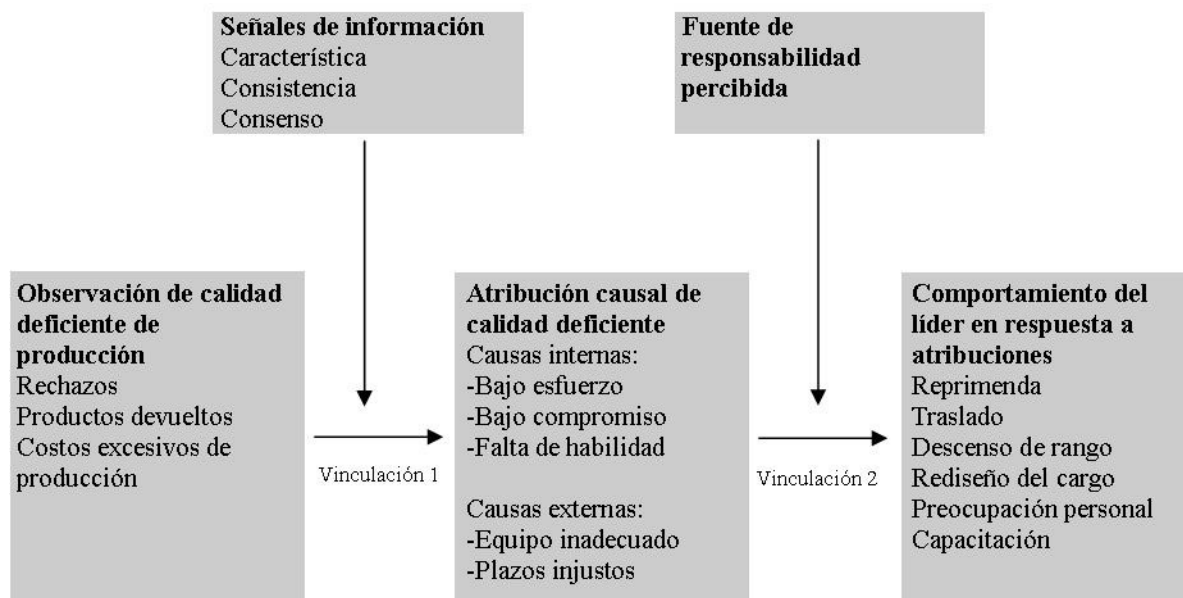 Señales de información
Característica
Consistencia
Consenso
Fuente de
responsabilidad
percibida
Observación de calidad
deficiente de
producción
Rechazos
Productos devueltos
Costos excesivos de
producción
Vinculación 1
Atribución causal de
calidad deficiente
Causas internas:
-Bajo esfuerzo
-Bajo compromiso
-Falta de habilidad
Causas externas:
-Equipo inadecuado
-Plazos injustos
Vinculación 2
Comportamiento del
líder en respuesta a
atribuciones
Reprimenda
Traslado
Descenso de rango
Rediseño del cargo
Preocupación personal
Capacitación